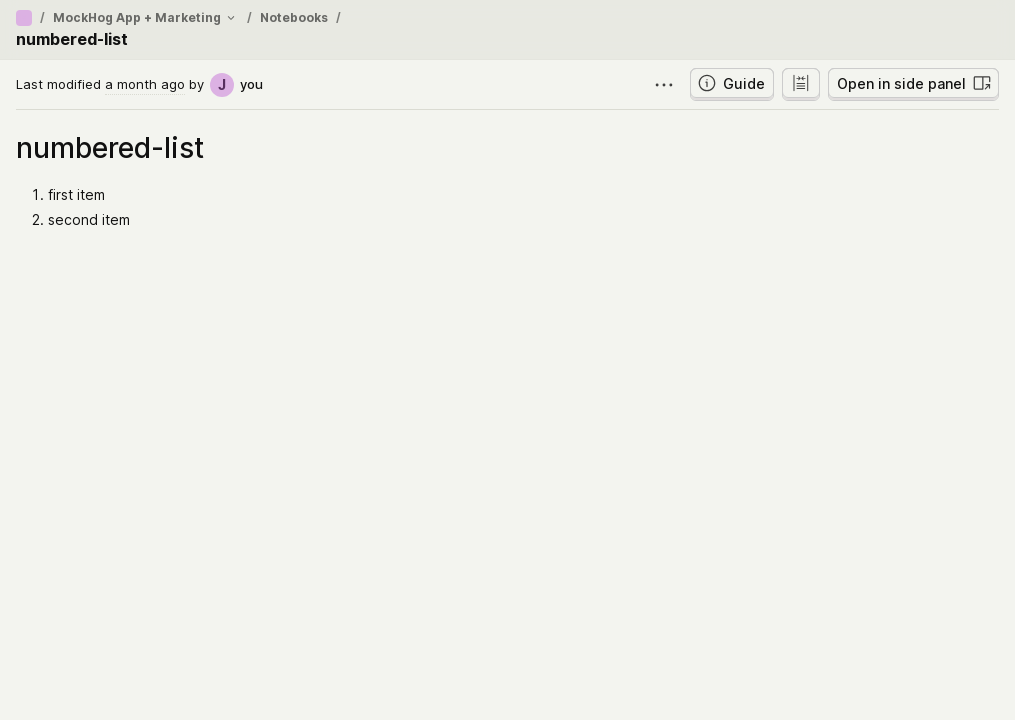 / MockHog App + Marketing / Notebooks /
numbered-list
Last modified a month ago by J you
Guide
Open in side panel
numbered-list
1. first item
2. second item